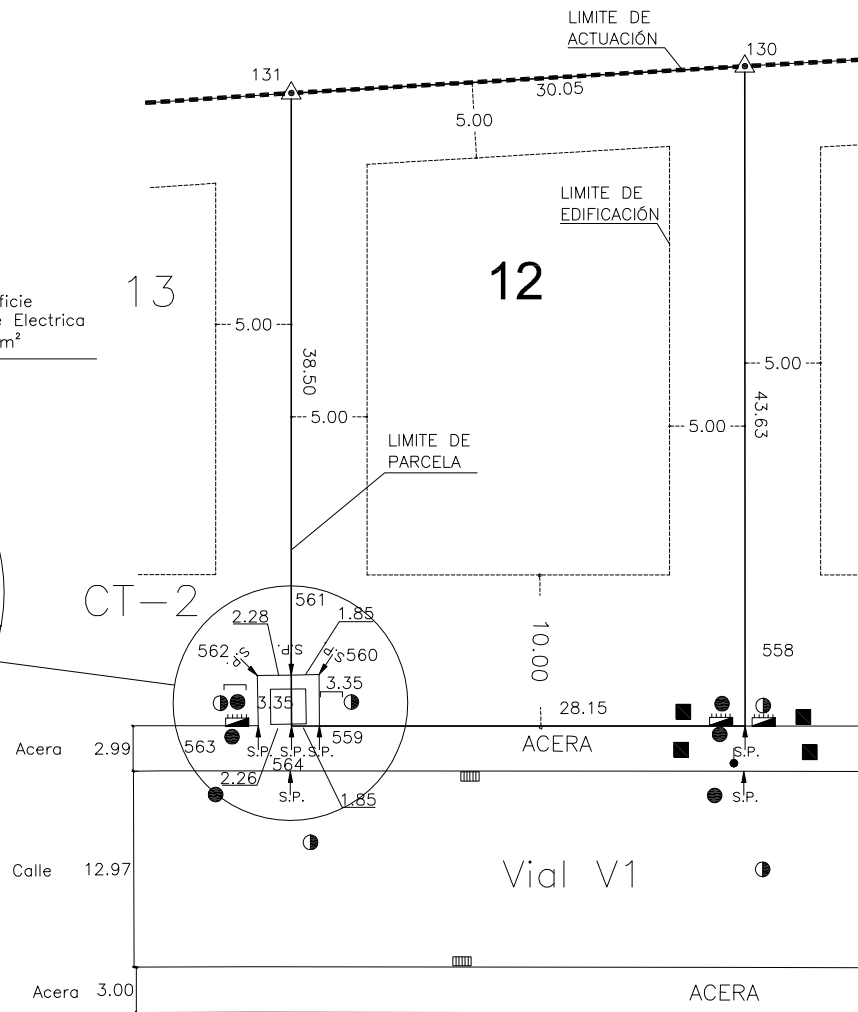 LIMITE DE
ACTUACIÓN
131
130
30.05
5.00
LIMITE DE
EDIFICACIÓN
13
12
ficie
e Electrica
m²
5.00
38.50
5.00
5.00
5.00
43.63
LIMITE DE
PARCELA
CT-2
561
2.28
1.85
562
S.P.
S.P.
S.P.
560
10.00
558
3.35
3.35
28.15
563
559
Acera 2.99
S.P. S.P. S.P.
ACERA
S.P.
564
2.26
1.85
S.P.
S.P.
Calle 12.97
Vial V1
Acera 3.00
ACERA